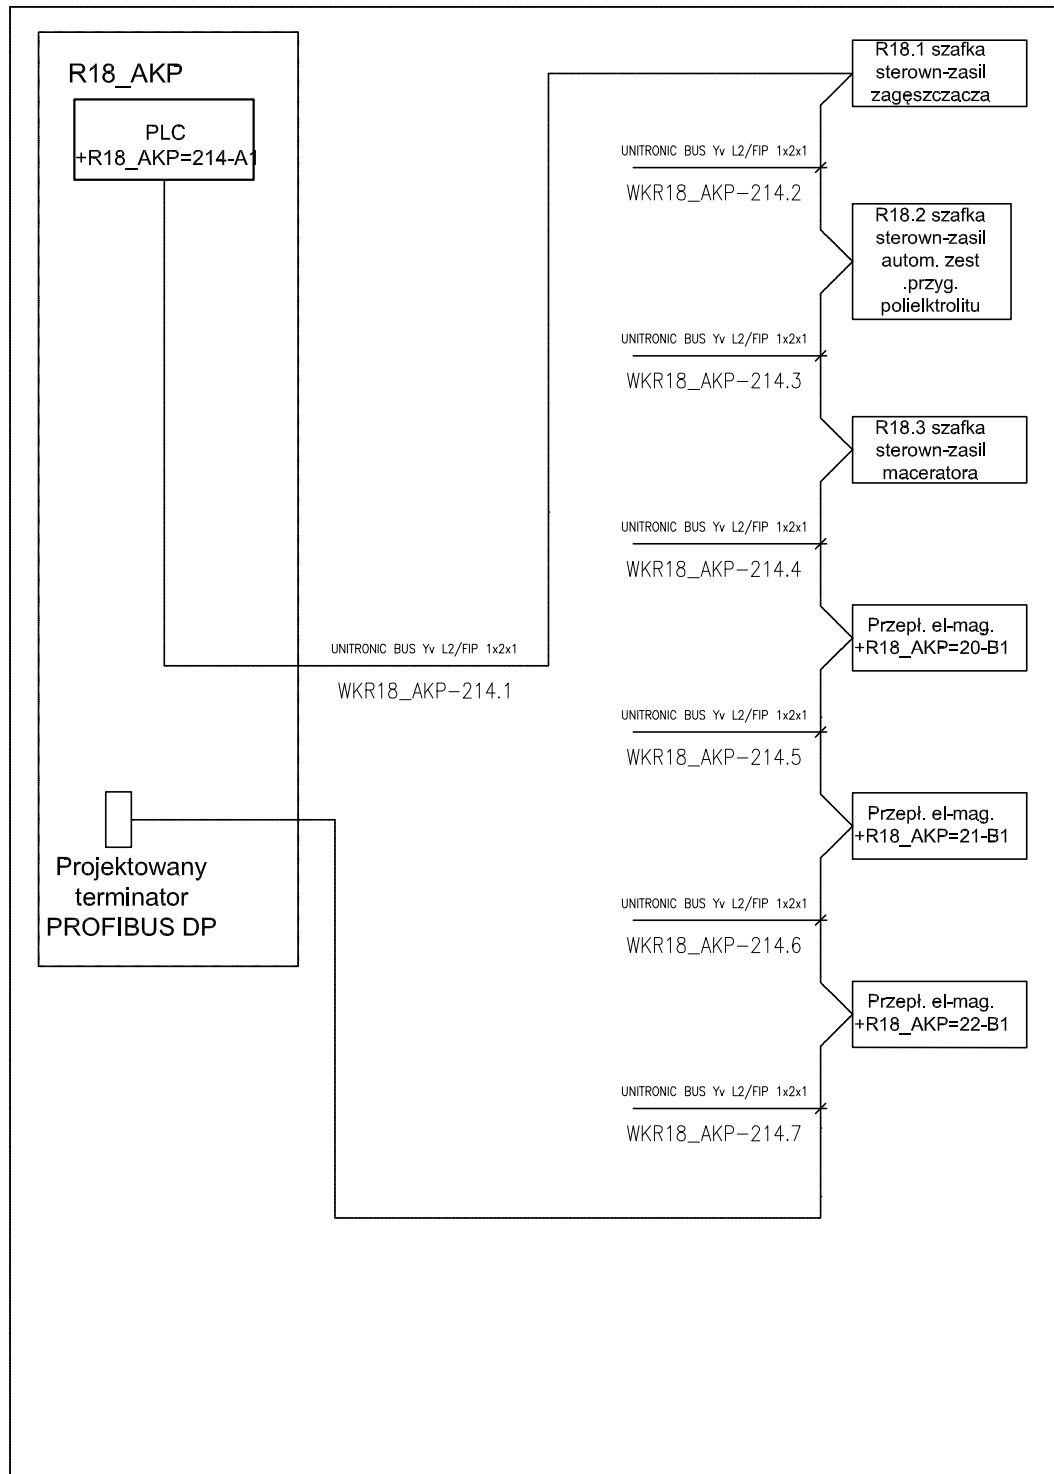 R18_AKP
PLC
+R18_AKP=214-A1
UNITRONIC BUS Yv L2/FIP 1x2x1
WKR18_AKP-214.1
Projektowany
terminator
PROFIBUS DP
R18.1 szafka
sterown-zasil
zagęszczacza
UNITRONIC BUS Yv L2/FIP 1x2x1
WKR18_AKP-214.2
R18.2 szafka
sterown-zasil
autom. zest
.przyg.
polielktrolitu
UNITRONIC BUS Yv L2/FIP 1x2x1
WKR18_AKP-214.3
R18.3 szafka
sterown-zasil
maceratora
UNITRONIC BUS Yv L2/FIP 1x2x1
WKR18_AKP-214.4
Przepł. el-mag.
+R18_AKP=20-B1
UNITRONIC BUS Yv L2/FIP 1x2x1
WKR18_AKP-214.5
Przepł. el-mag.
+R18_AKP=21-B1
UNITRONIC BUS Yv L2/FIP 1x2x1
WKR18_AKP-214.6
Przepł. el-mag.
+R18_AKP=22-B1
UNITRONIC BUS Yv L2/FIP 1x2x1
WKR18_AKP-214.7